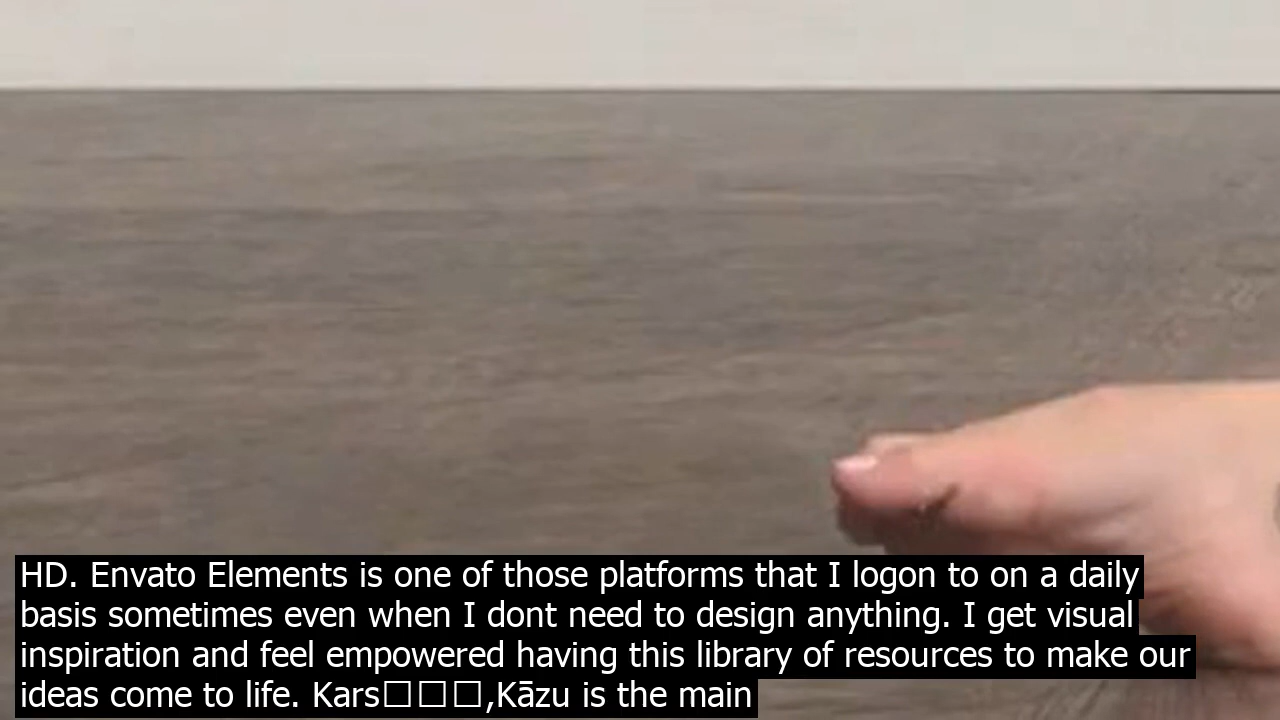 HD. Envato Elements is one of those platforms that I logon to on a daily
basis sometimes even when I dont need to design anything. I get visual
inspiration and feel empowered having this library of resources to make our
ideas come to life. Kars□□□,Kāzu is the main